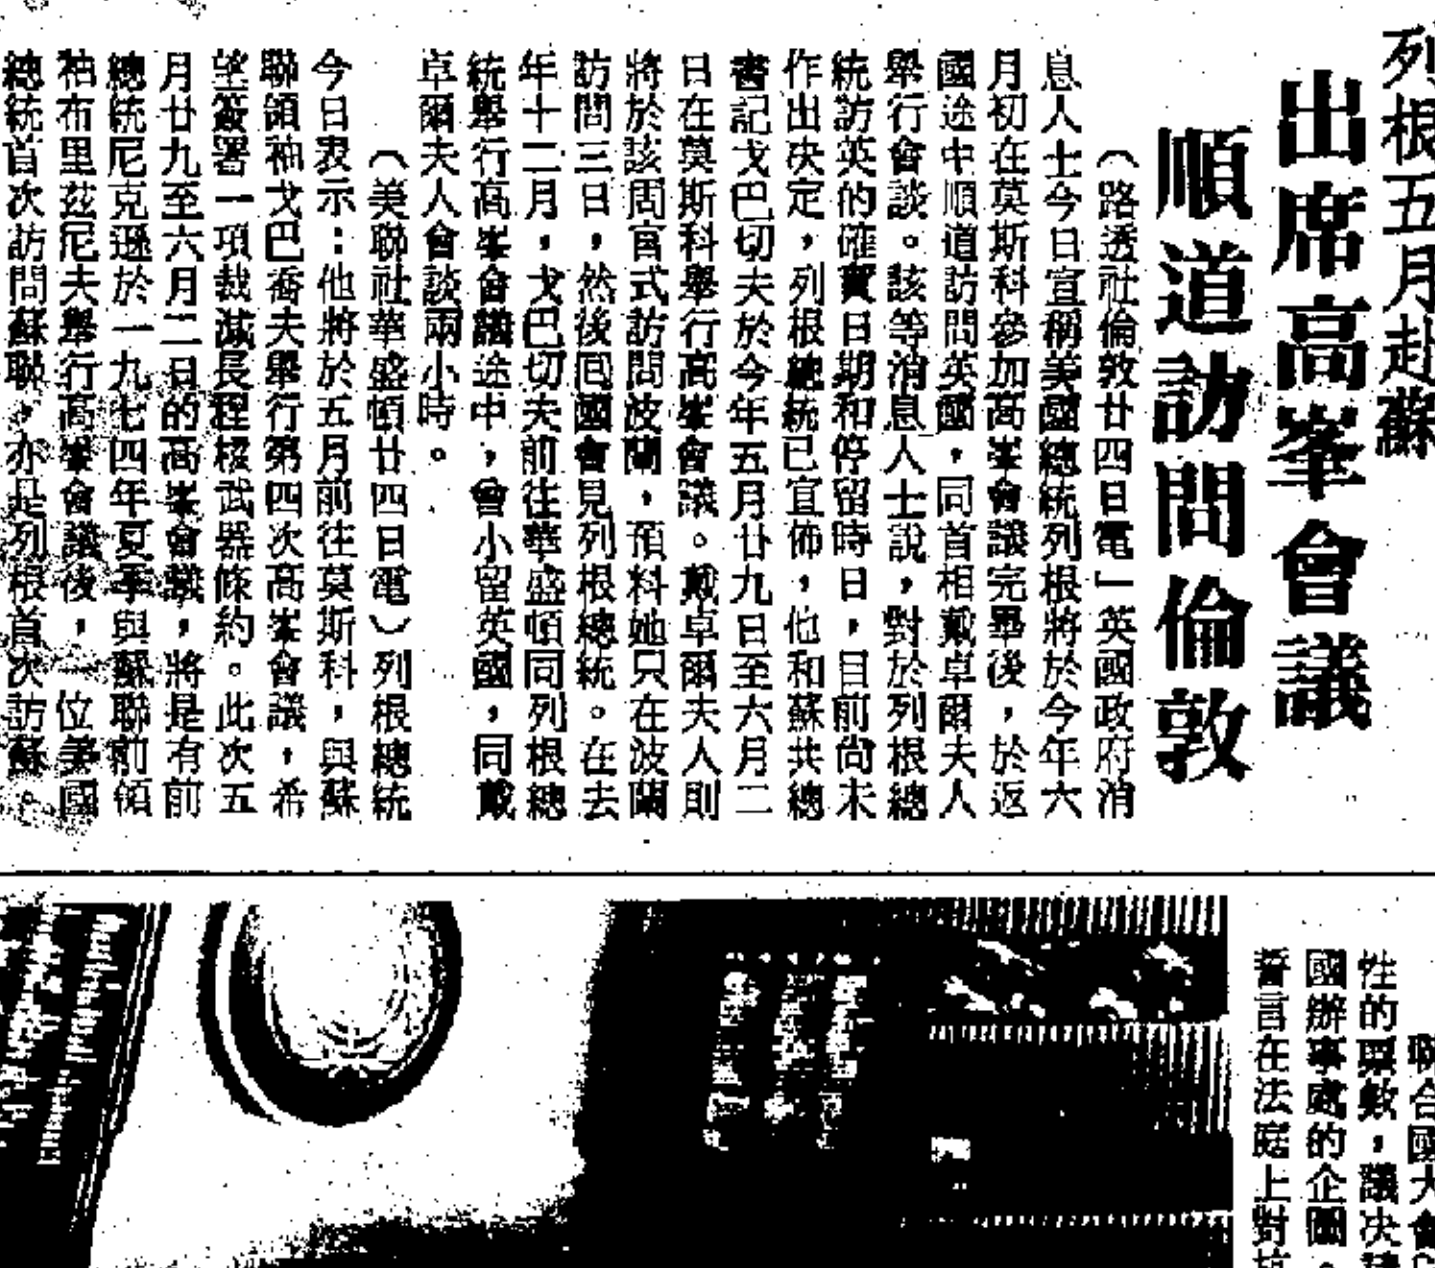 列根五月赴蘇
出席高峯會議
順道訪問倫敦
（路透社倫敦廿四日電）英國政府消
息人士今日宣稱美國總統列根將於今年六
月初在莫斯科參加高峯會議完畢後，於返
國途中順道訪問英國，同首相戴卓爾夫人
舉行會談。該等消息人士說，對於列根總
統訪英的確實日期和停留時日，目前尚未
作出決定，列根總統已宣佈，他和蘇共總
書記戈巴切夫於今年五月廿九日至六月二
日在莫斯科舉行高峯會議。戴卓爾夫人則
將於該周官式訪問波蘭，預料她只在波蘭
訪問三日，然後回國會見列根總統。在去
年十二月，戈巴切夫前往華盛頓同列根總
統舉行高峯會議途中，曾小留英國，同戴
卓爾夫人會談兩小時。
（美聯社華盛頓廿四日電）列根總統
今日表示：他將於五月前往莫斯科，與蘇
聯領袖戈巴喬夫舉行第四次高峯會議，希
望簽署一項裁減長程核武器條約。此次五
月廿九至六月二日的高峯會議，將是有前
總統尼克遜於一九七四年夏季與蘇聯前領
袖布里茲尼夫舉行高峯會議後，一位美國
總統首次訪問蘇聯，亦是列根首次訪蘇。
聯合國大會
性的票數，議決
國辦事處的企圖。
誓言在法庭上對抗